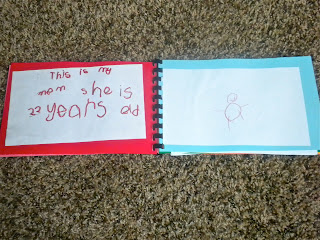 This is my
mom she is
23 years old